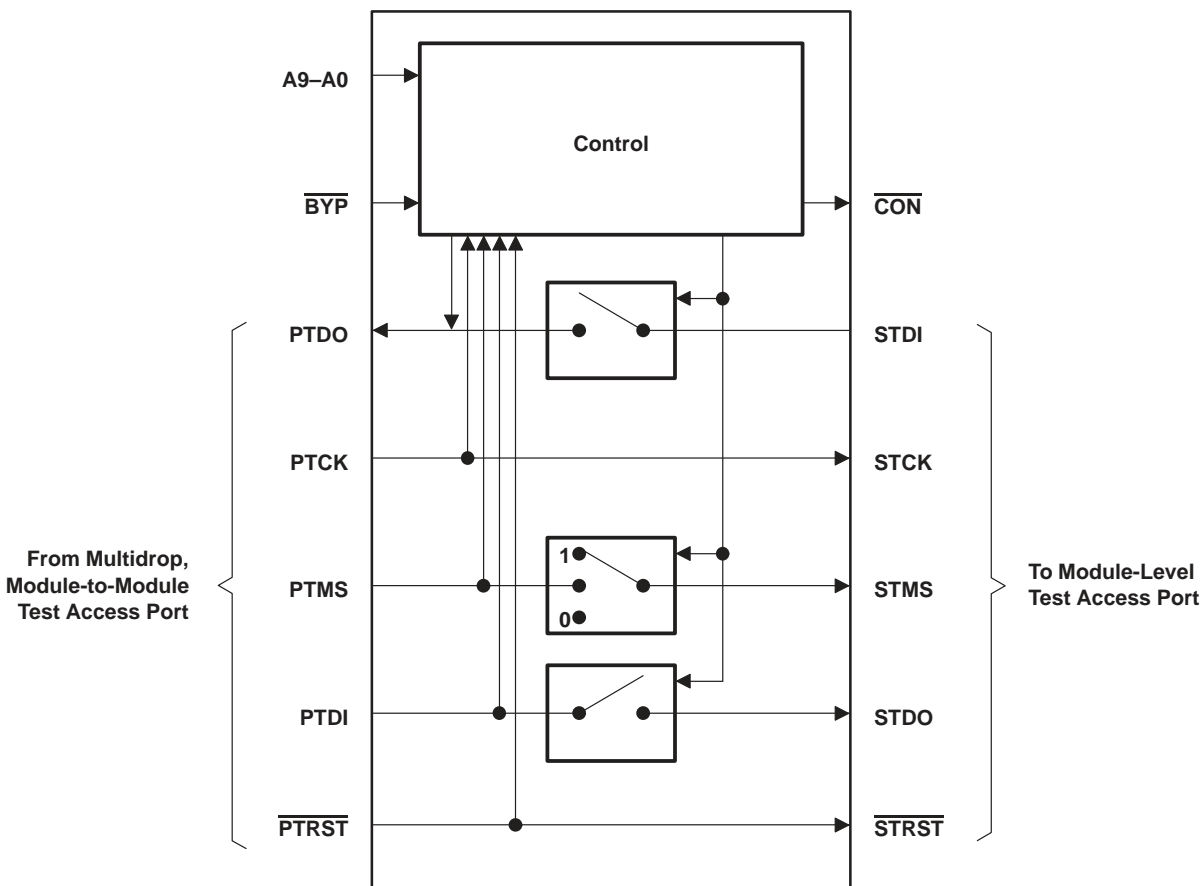 A9–A0
Control
BYP
CON
PTDO
STDI
PTCK
STCK
From Multidrop,
Module-to-Module
Test Access Port
1
PTMS
0
STMS
To Module-Level
Test Access Port
PTDI
STDO
PTRST
STRST